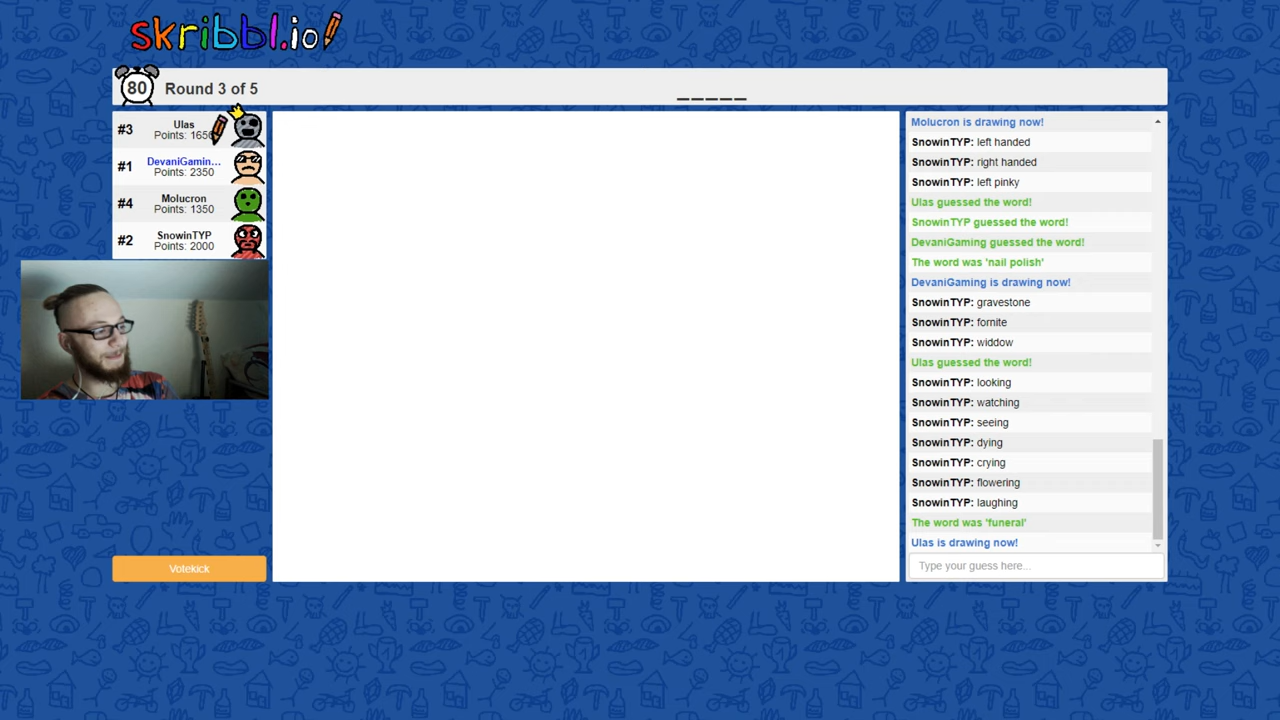 skribbl.io
80
Round 3 of 5
_____
#3
Ulas
Points: 1650
#1
DevaniGamin...
Points: 2350
#4
Molucron
Points: 1350
#2
SnowinTYP
Points: 2000
Votekick
Molucron is drawing now!
SnowinTYP: left handed
SnowinTYP: right handed
SnowinTYP: left pinky
Ulas guessed the word!
SnowinTYP guessed the word!
DevaniGaming guessed the word!
The word was 'nail polish'
DevaniGaming is drawing now!
SnowinTYP: gravestone
SnowinTYP: fornite
SnowinTYP: widdow
Ulas guessed the word!
SnowinTYP: looking
SnowinTYP: watching
SnowinTYP: seeing
SnowinTYP: dying
SnowinTYP: crying
SnowinTYP: flowering
SnowinTYP: laughing
The word was 'funeral'
Ulas is drawing now!
Type your guess here...